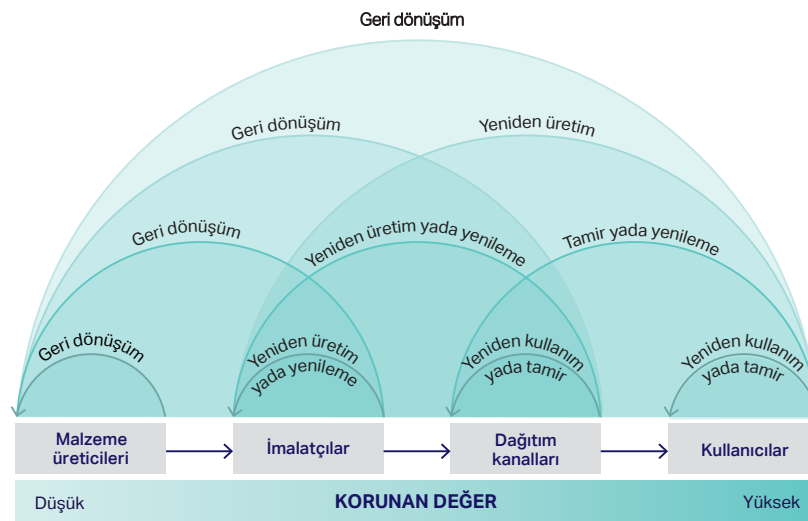 Geri dönüşüm
Geri dönüşüm
Yeniden üretim
Geri dönüşüm
Yeniden üretim yada yenileme
Tamir yada yenileme
Geri dönüşüm
Yeniden üretim
yada yenileme
Yeniden kullanım
yada tamir
Yeniden kullanım
yada tamir
Malzeme
üreticileri
İmalatçılar
Dağıtım
kanalları
Kullanıcılar
Düşük
KORUNAN DEĞER
Yüksek